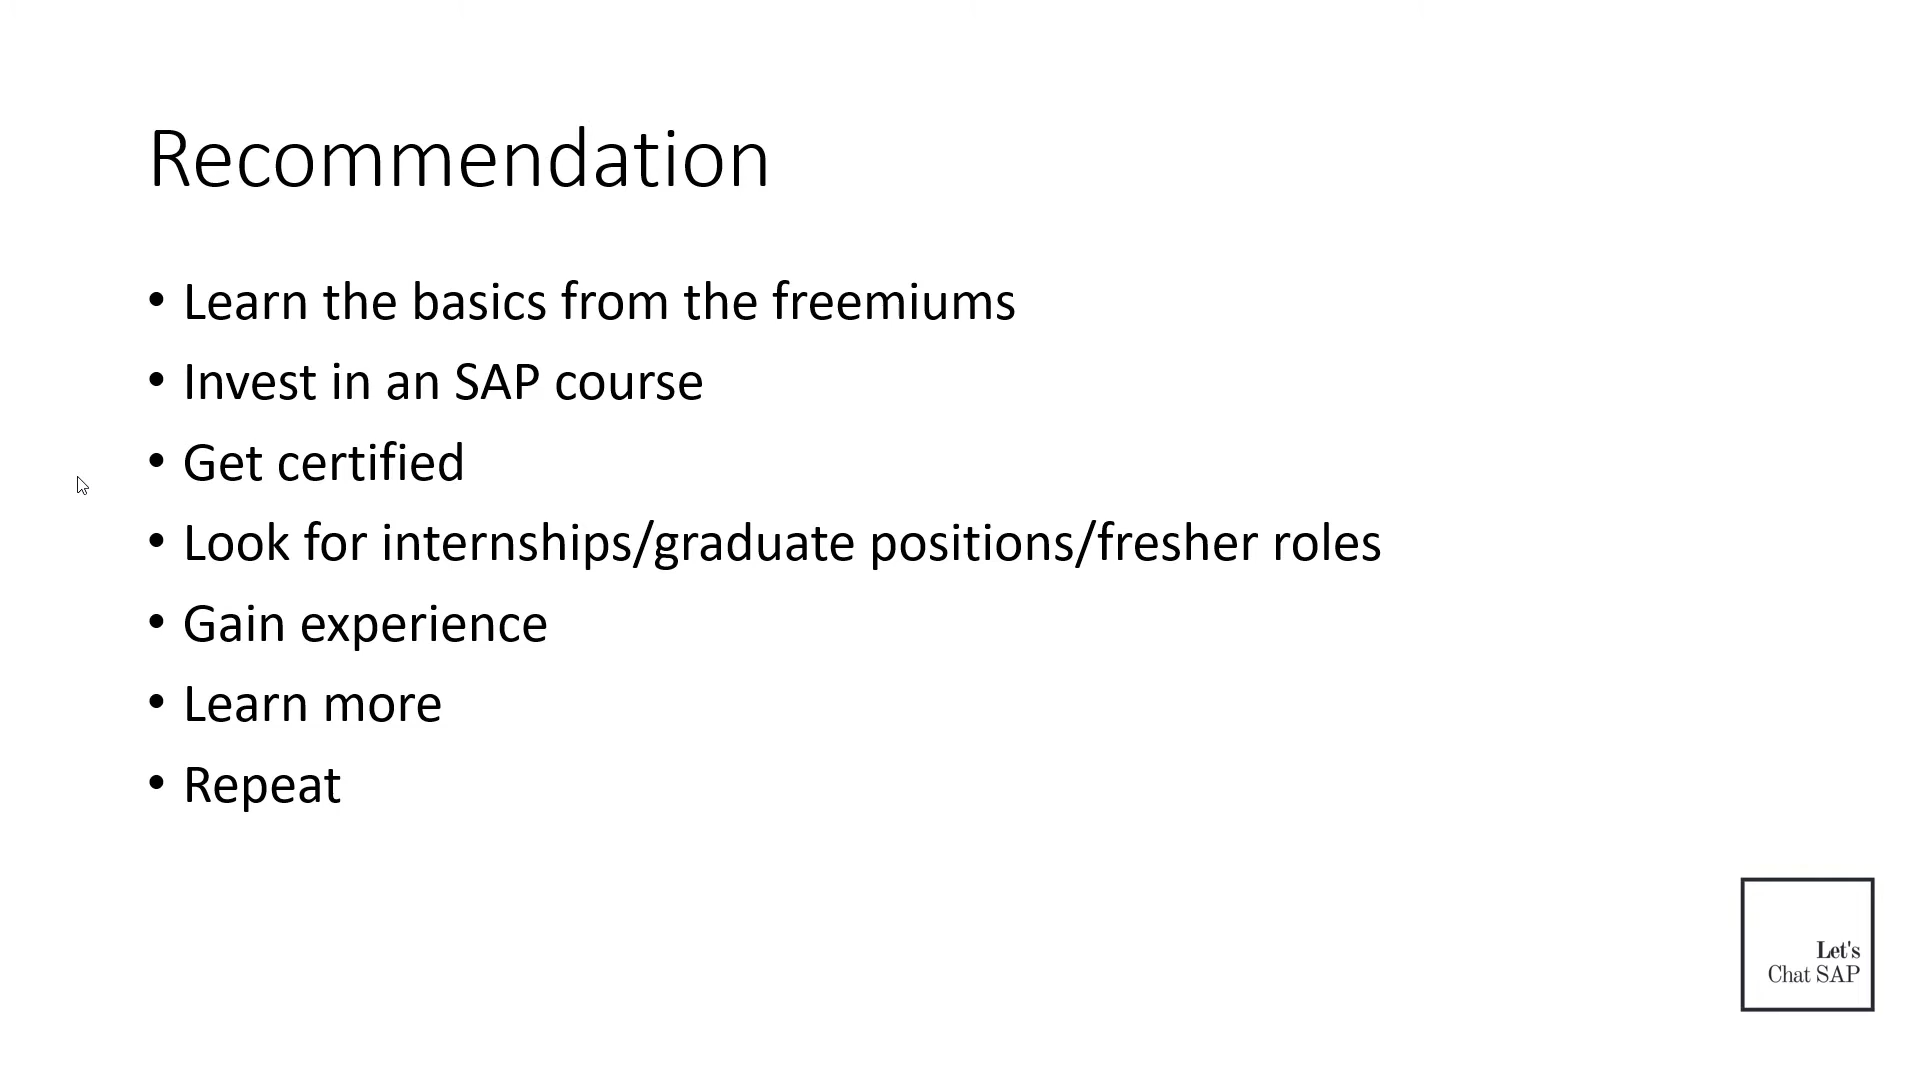 Recommendation
• Learn the basics from the freemiums
• Invest in an SAP course
• Get certified
• Look for internships/graduate positions/fresher roles
• Gain experience
• Learn more
• Repeat
Let's
Chat SAP